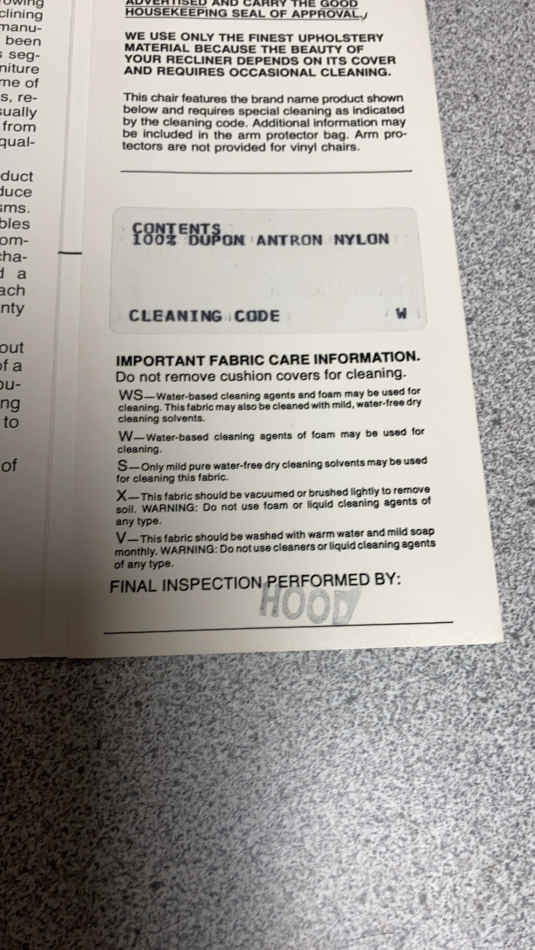 rowing
clining
manu-
been
s seg-
niture
me of
s, re-
sually
from
qual-
duct
duce
sms.
bles
om-
cha-
d a
ach
nty
out
of a
ou-
ng
to
of
ADVERTISED AND CARRY THE GOOD
HOUSEKEEPING SEAL OF APPROVAL.
WE USE ONLY THE FINEST UPHOLSTERY
MATERIAL BECAUSE THE BEAUTY OF
YOUR RECLINER DEPENDS ON ITS COVER
AND REQUIRES OCCASIONAL CLEANING.
This chair features the brand name product shown
below and requires special cleaning as indicated
by the cleaning code. Additional information may
be included in the arm protector bag. Arm pro-
tectors are not provided for vinyl chairs.
CONTENTS
100% DUPON ANTRON NYLON
CLEANING CODE W
IMPORTANT FABRIC CARE INFORMATION.
Do not remove cushion covers for cleaning.
WS—Water-based cleaning agents and foam may be used for
cleaning. This fabric may also be cleaned with mild, water-free dry
cleaning solvents.
W—Water-based cleaning agents of foam may be used for
cleaning.
S—Only mild pure water-free dry cleaning solvents may be used
for cleaning this fabric.
X—This fabric should be vacuumed or brushed lightly to remove
soil. WARNING: Do not use foam or liquid cleaning agents of
any type.
V—This fabric should be washed with warm water and mild soap
monthly. WARNING: Do not use cleaners or liquid cleaning agents
of any type.
FINAL INSPECTION PERFORMED BY:
HOOD